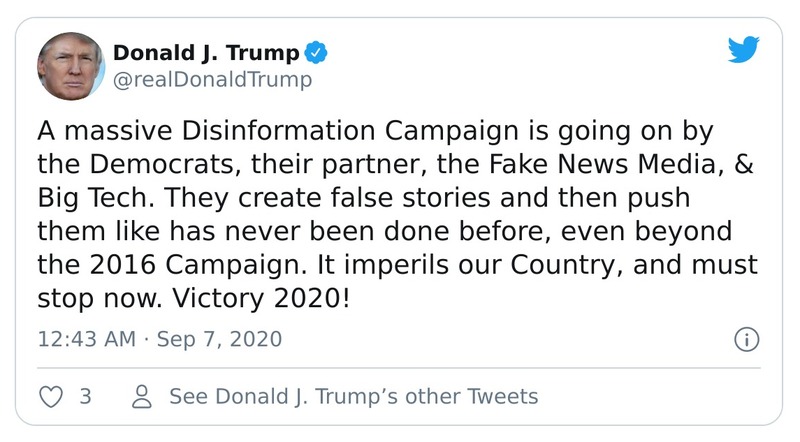 Donald J. Trump
@realDonaldTrump
A massive Disinformation Campaign is going on by
the Democrats, their partner, the Fake News Media, &
Big Tech. They create false stories and then push
them like has never been done before, even beyond
the 2016 Campaign. It imperils our Country, and must
stop now. Victory 2020!
12:43 AM · Sep 7, 2020
3 See Donald J. Trump’s other Tweets